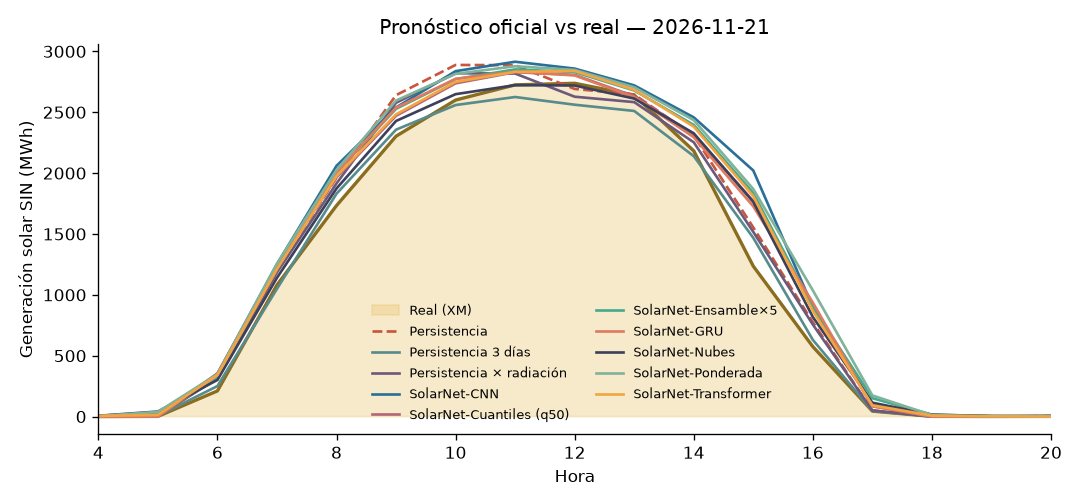 Pronóstico oficial vs real — 2026-11-21
Generación solar SIN (MWh)
3000
2500
2000
1500
1000
500
0
Real (XM)
Persistencia
Persistencia 3 días
Persistencia × radiación
SolarNet-CNN
SolarNet-Cuantiles (q50)
SolarNet-Ensamble×5
SolarNet-GRU
SolarNet-Nubes
SolarNet-Ponderada
SolarNet-Transformer
4 6 8 10 12 14 16 18 20
Hora